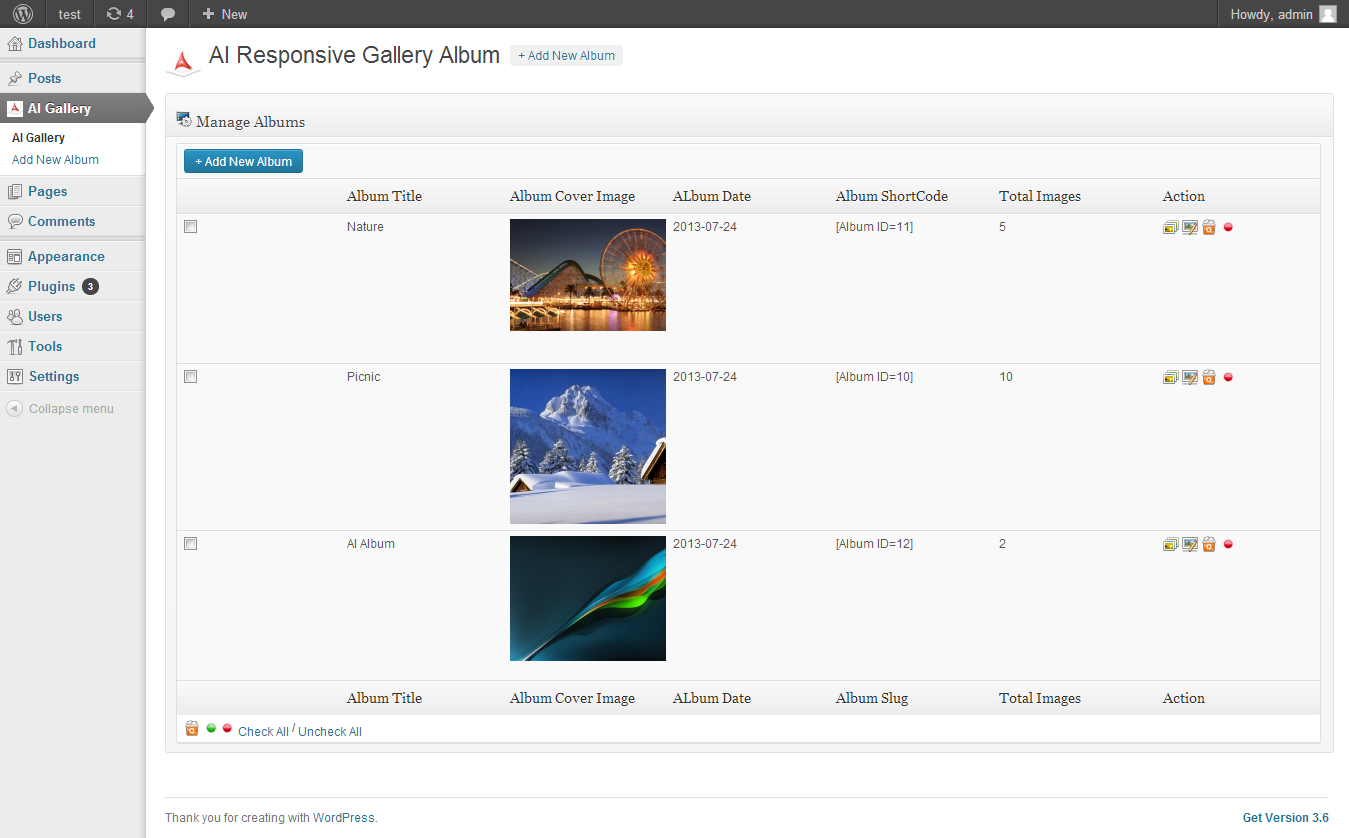 test 4 New Howdy, admin
Dashboard
Posts
AI Gallery
AI Gallery
Add New Album
Pages
Comments
Appearance
Plugins 3
Users
Tools
Settings
Collapse menu
AI Responsive Gallery Album + Add New Album
Manage Albums
+ Add New Album
Album Title Album Cover Image ALbum Date Album ShortCode Total Images Action
Nature 2013-07-24 [Album ID=11] 5
Picnic 2013-07-24 [Album ID=10] 10
AI Album 2013-07-24 [Album ID=12] 2
Album Title Album Cover Image ALbum Date Album Slug Total Images Action
Check All / Uncheck All
Thank you for creating with WordPress. Get Version 3.6